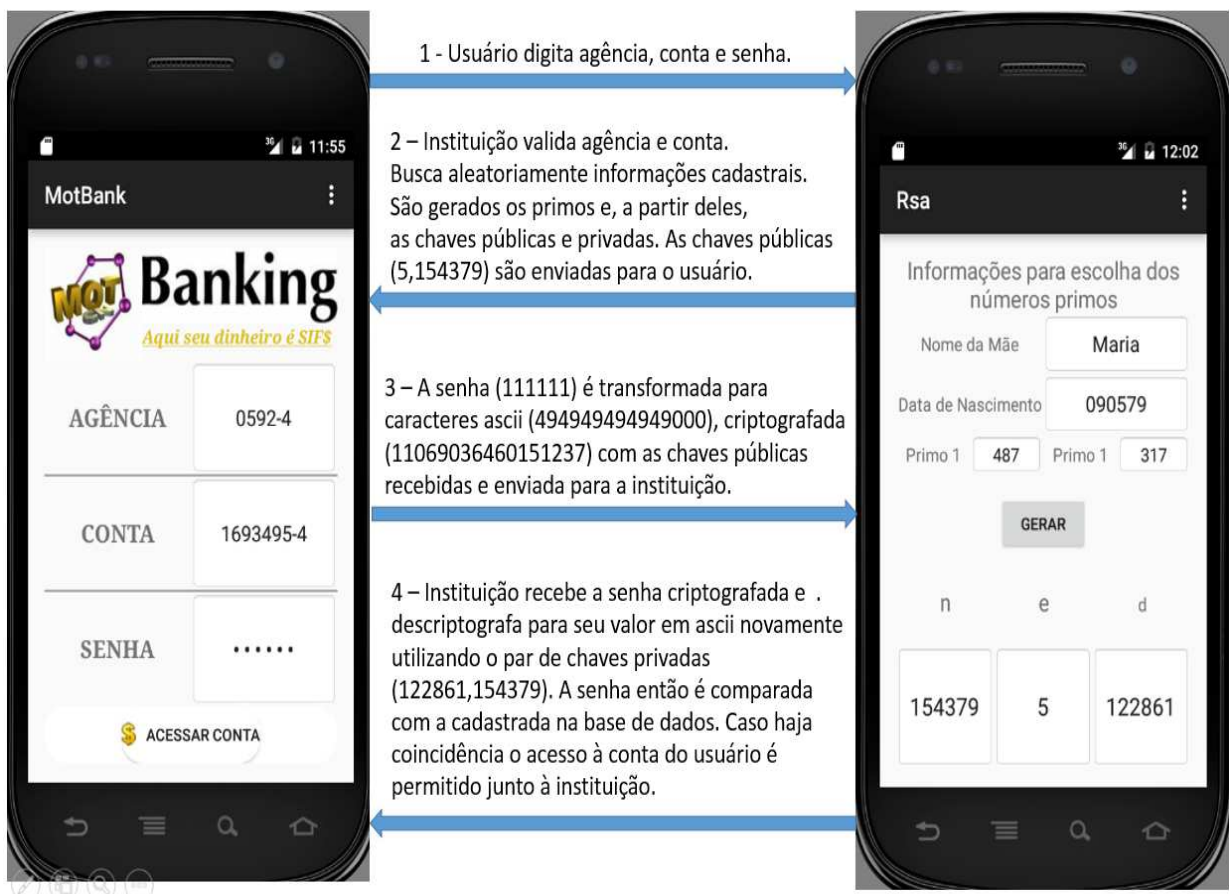 11:55
MotBank
MOT
Banking
Aqui seu dinheiro é SIF$
AGÊNCIA
0592-4
CONTA
1693495-4
SENHA
••••••
$ ACESSAR CONTA
1 - Usuário digita agência, conta e senha.
2 – Instituição valida agência e conta.
Busca aleatoriamente informações cadastrais.
São gerados os primos e, a partir deles,
as chaves públicas e privadas. As chaves públicas
(5,154379) são enviadas para o usuário.
3 – A senha (111111) é transformada para
caracteres ascii (494949494949000), criptografada
(11069036460151237) com as chaves públicas
recebidas e enviada para a instituição.
4 – Instituição recebe a senha criptografada e .
descriptografa para seu valor em ascii novamente
utilizando o par de chaves privadas
(122861,154379). A senha então é comparada
com a cadastrada na base de dados. Caso haja
coincidência o acesso à conta do usuário é
permitido junto à instituição.
3G
12:02
Rsa
Informações para escolha dos
números primos
Nome da Mãe
Maria
Data de Nascimento
090579
Primo 1
487
Primo 1
317
GERAR
n e d
154379 5 122861